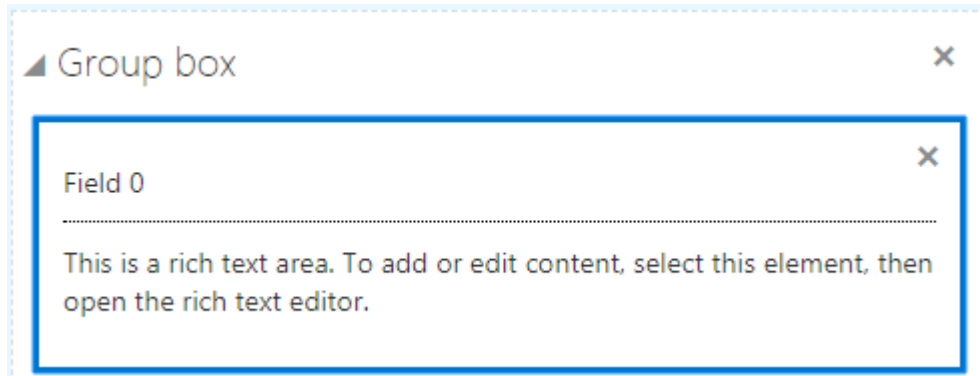 Group box
Field 0
This is a rich text area. To add or edit content, select this element, then
open the rich text editor.